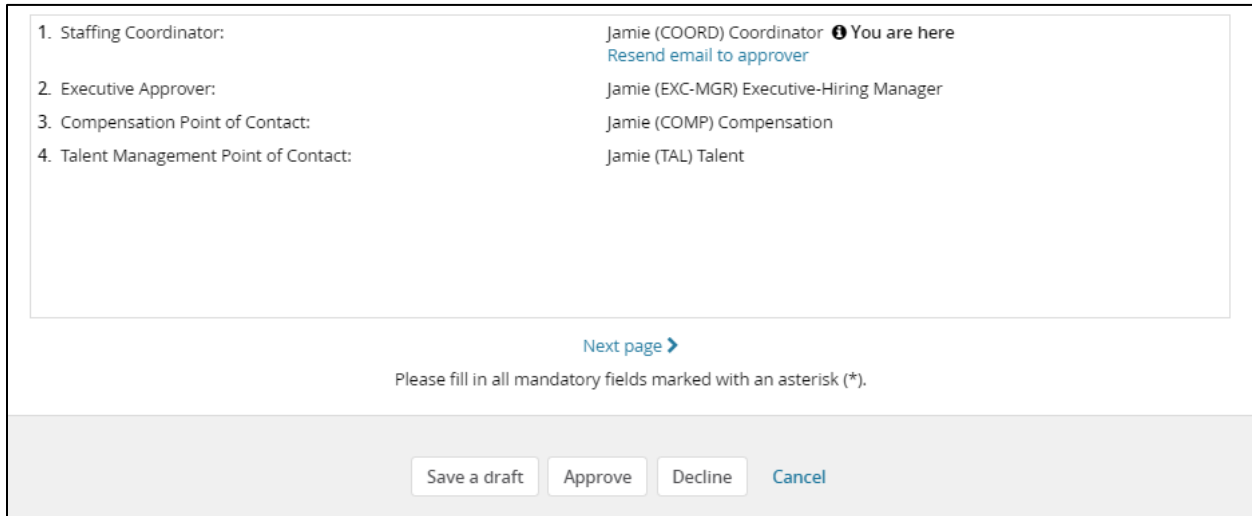 1. Staffing Coordinator: Jamie (COORD) Coordinator You are here
Resend email to approver
2. Executive Approver: Jamie (EXC-MGR) Executive-Hiring Manager
3. Compensation Point of Contact: Jamie (COMP) Compensation
4. Talent Management Point of Contact: Jamie (TAL) Talent
Next page
Please fill in all mandatory fields marked with an asterisk (*).
Save a draft Approve Decline Cancel